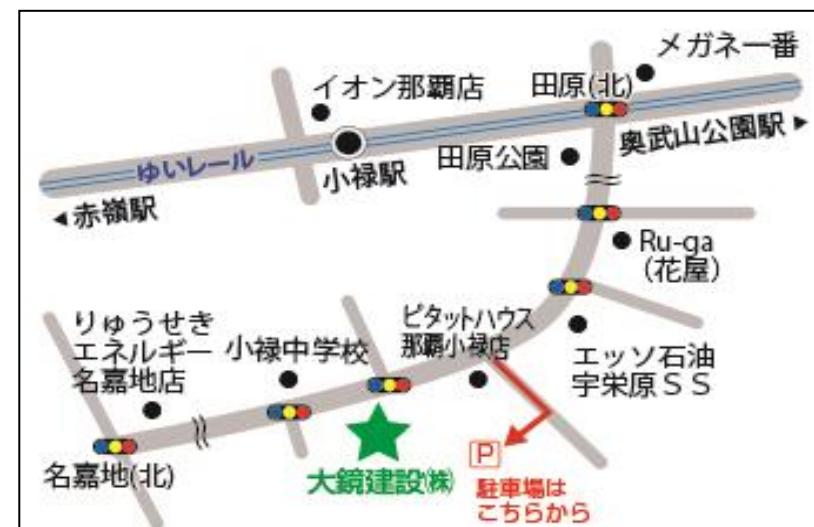 メガネ一番
イオン那覇店
田原(北)
奥武山公園駅▶
田原公園
ゆいレール
小禄駅
◀赤嶺駅
Ru-ga
(花屋)
りゅうせき
エネルギー
名嘉地店
小禄中学校
ピタットハウス
那覇小禄店
エッソ石油
宇栄原SS
名嘉地(北)
大鏡建設㈱
P
駐車場は
こちらから